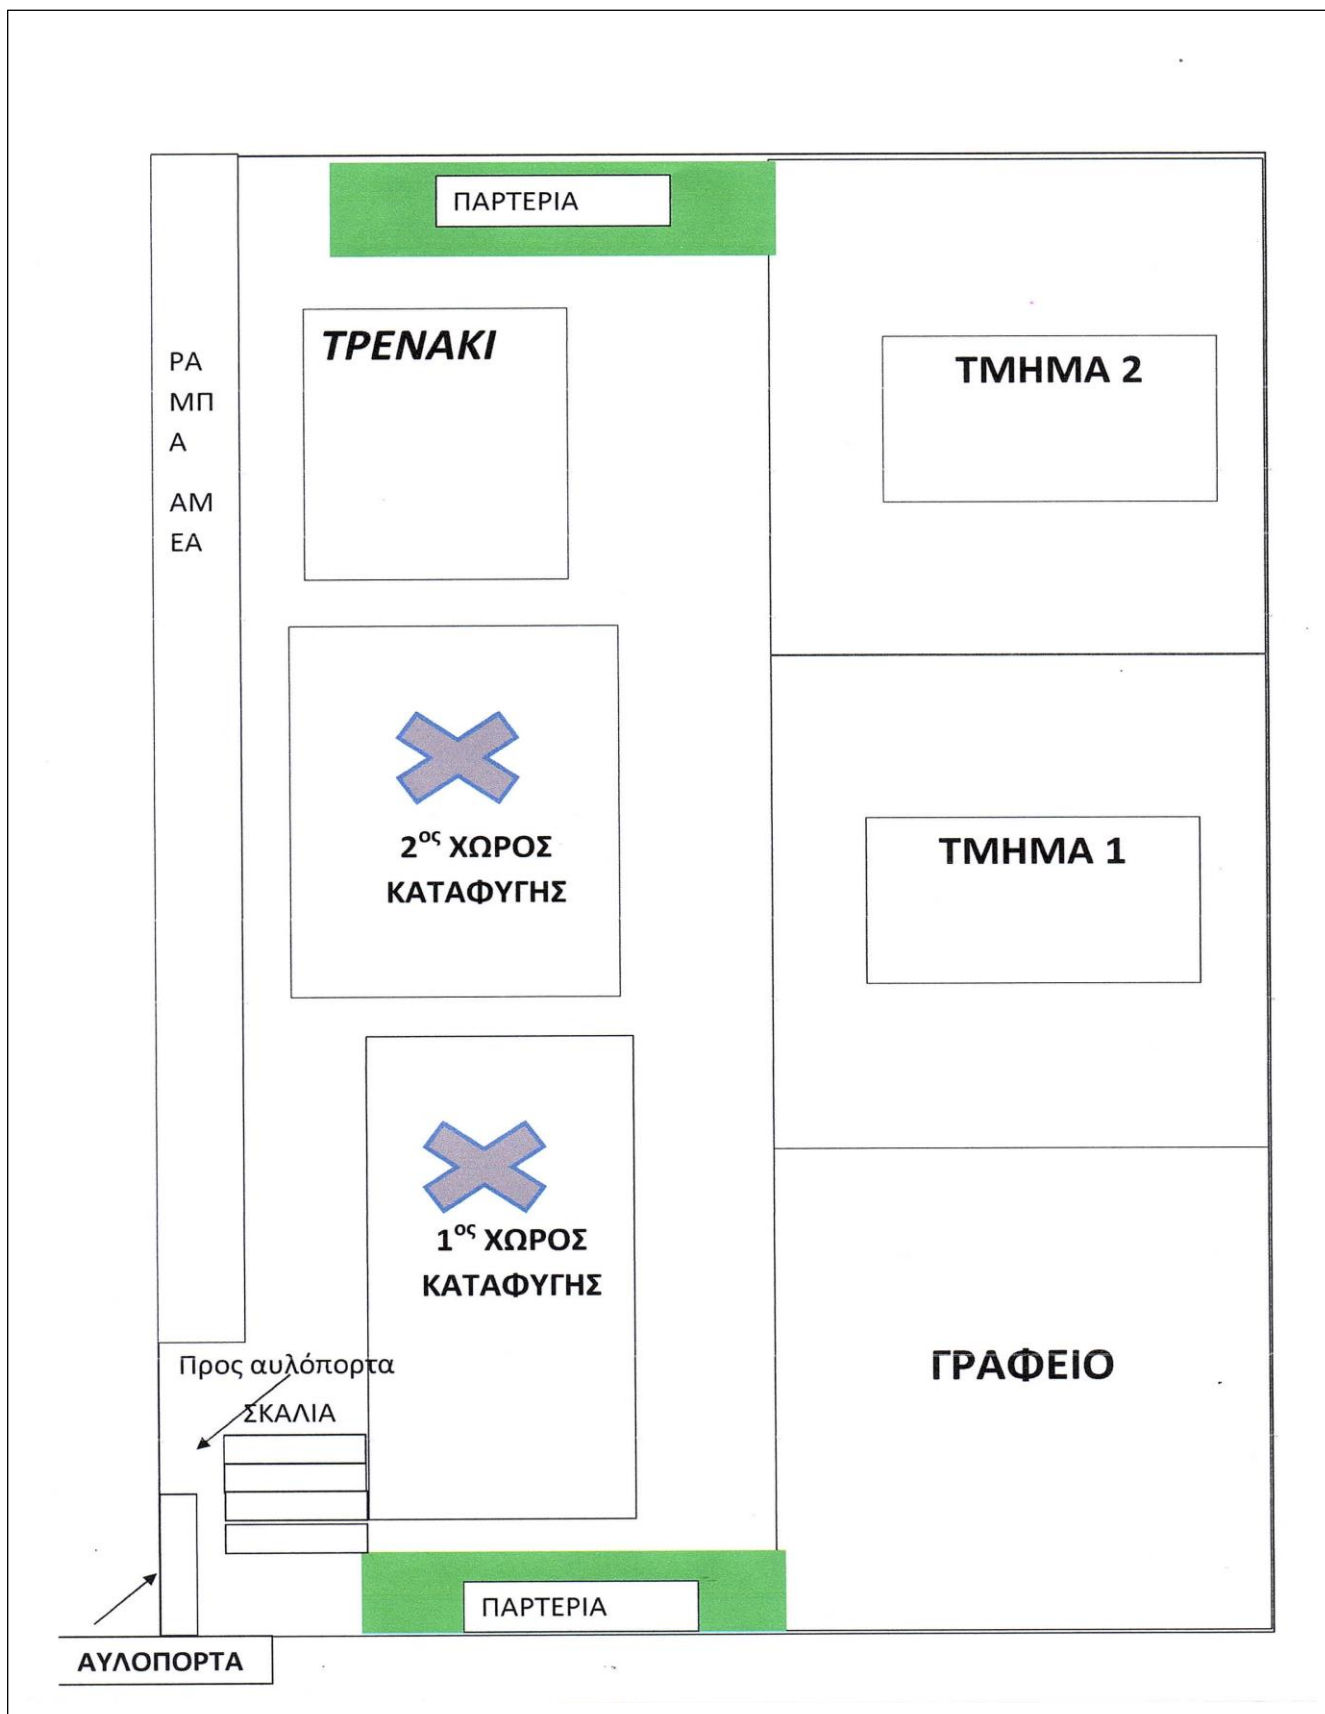 ΠΑΡΤΕΡΙΑ
ΤΡΕΝΑΚΙ
ΤΜΗΜΑ 2
ΡΑ
ΜΠ
Α
ΑΜ
ΕΑ
2ος ΧΩΡΟΣ
ΚΑΤΑΦΥΓΗΣ
ΤΜΗΜΑ 1
1ος ΧΩΡΟΣ
ΚΑΤΑΦΥΓΗΣ
Προς αυλόπορτα
ΣΚΑΛΙΑ
ΓΡΑΦΕΙΟ
ΠΑΡΤΕΡΙΑ
ΑΥΛΟΠΟΡΤΑ